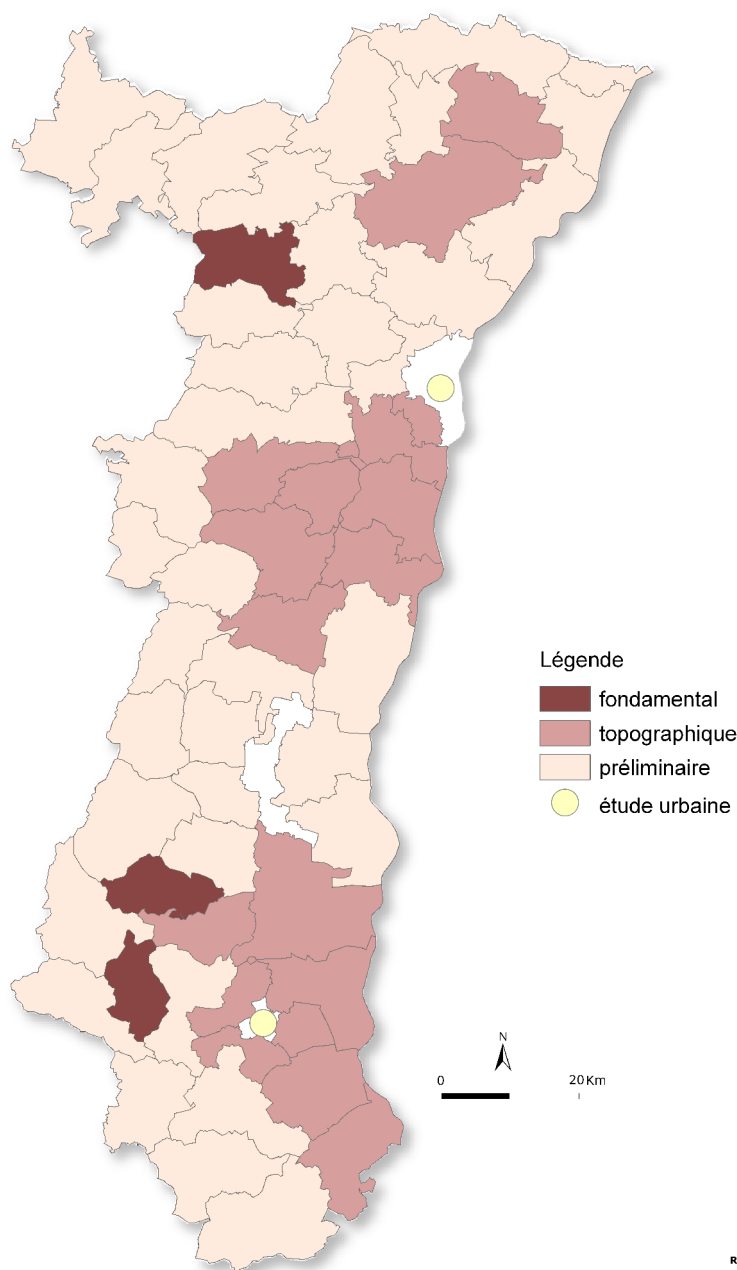 Légende
fondamental
topographique
préliminaire
étude urbaine
N
0 20 Km
R